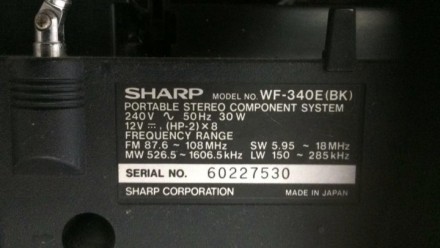 SHARP MODEL NO. WF-340E(BK)
PORTABLE STEREO COMPONENT SYSTEM
240V ∿ 50Hz 30W
12V ⎓ (HP-2)×8
FREQUENCY RANGE
FM 87.6 ~ 108MHz SW 5.95 ~ 18MHz
MW 526.5 ~ 1606.5kHz LW 150 ~ 285kHz
SERIAL NO. 60227530
SHARP CORPORATION MADE IN JAPAN